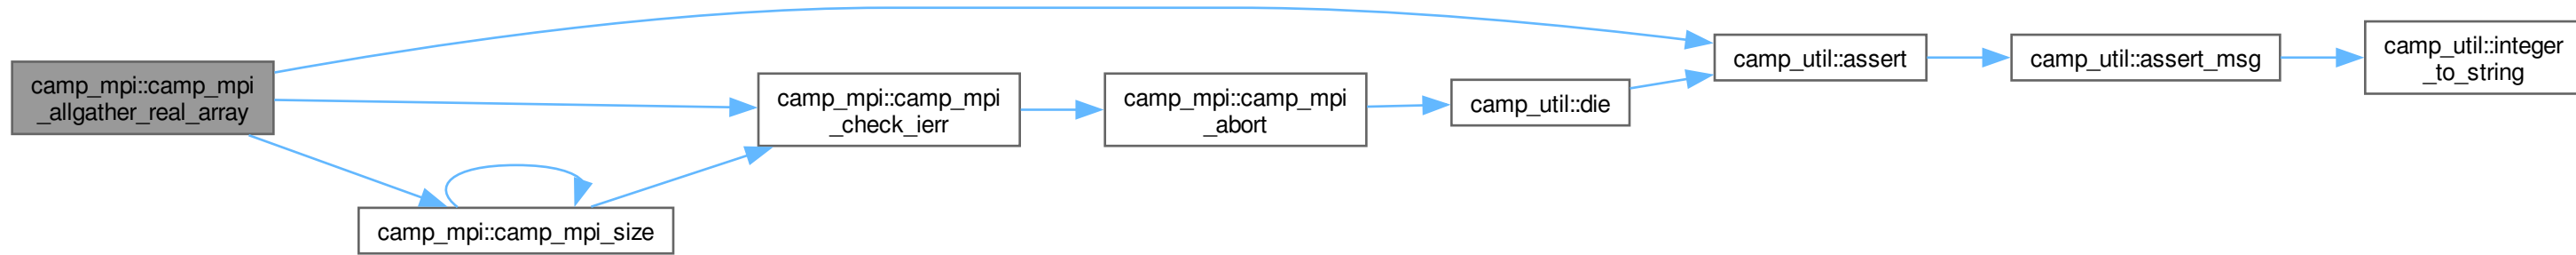 camp_mpi::camp_mpi
_allgather_real_array
camp_util::assert
camp_util::assert_msg
camp_util::integer
_to_string
camp_mpi::camp_mpi
_check_ierr
camp_mpi::camp_mpi
_abort
camp_util::die
camp_mpi::camp_mpi_size